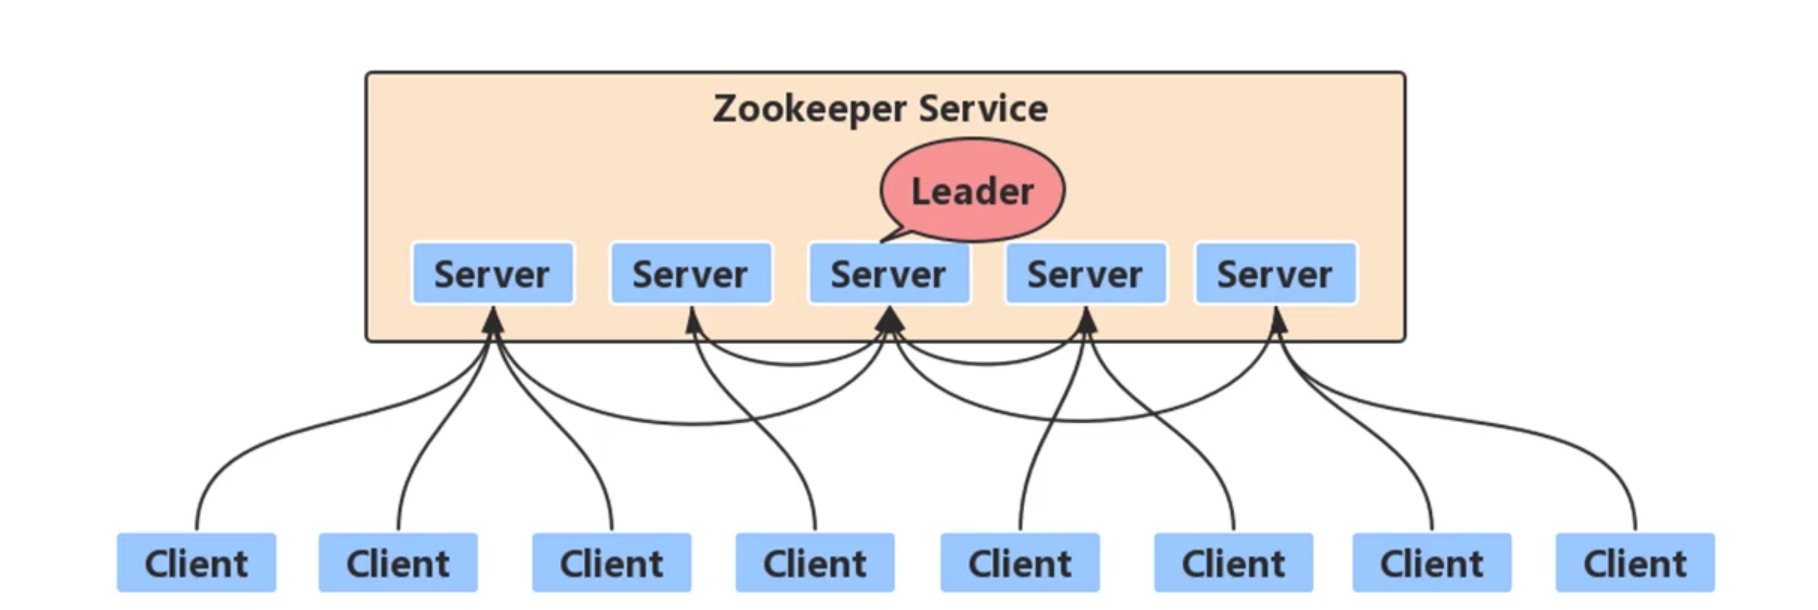 Zookeeper Service
Leader
Server Server Server Server Server
Client Client Client Client Client Client Client Client